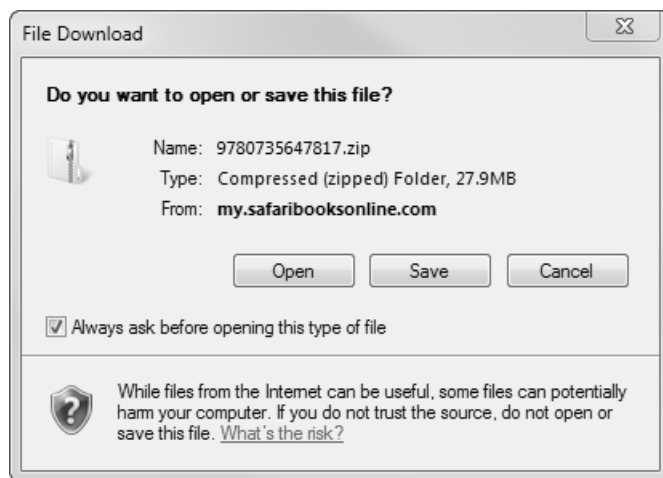 File Download
Do you want to open or save this file?
Name: 9780735647817.zip
Type: Compressed (zipped) Folder, 27.9MB
From: my.safaribooksonline.com
Open Save Cancel
Always ask before opening this type of file
While files from the Internet can be useful, some files can potentially
harm your computer. If you do not trust the source, do not open or
save this file. What's the risk?